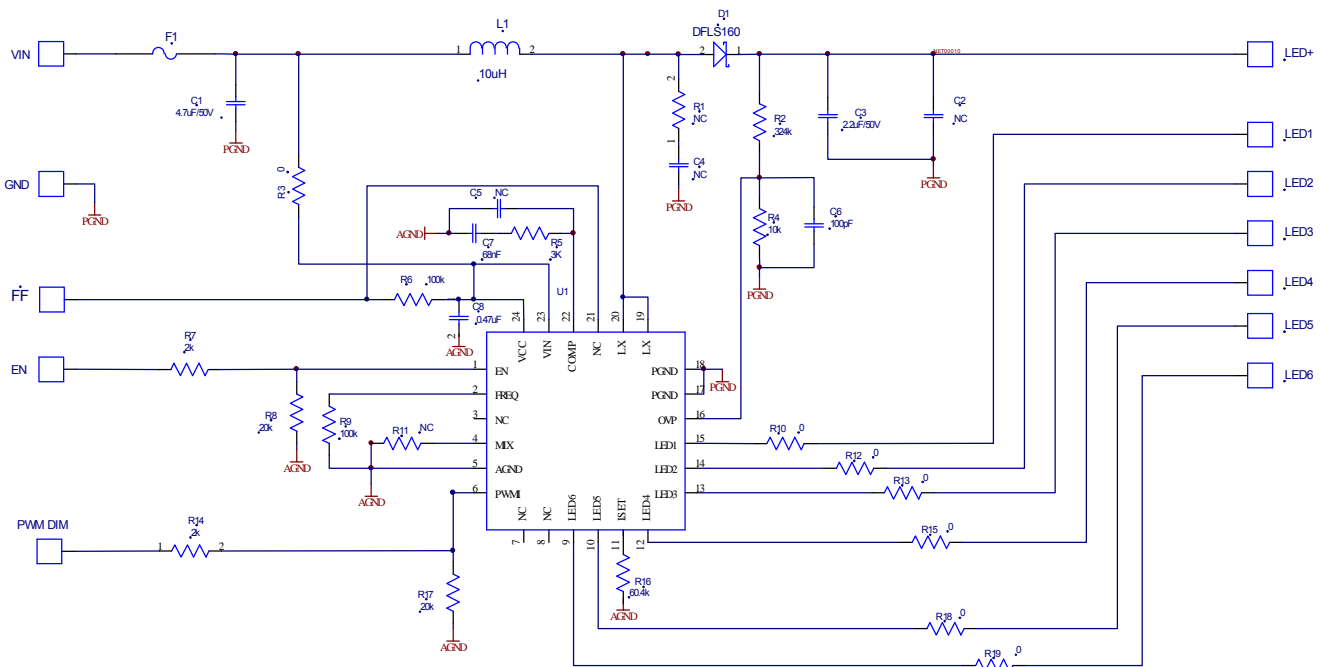 D1
DFLS160
VIN
F1
L1
1
2
.10uH
2
1
NET00010
.LED+
C1
4.7uF/50V
PGND
2
R1
NC
1
C4
NC
PGND
R2
.324k
C3
2.2uF/50V
C2
NC
PGND
.LED1
GND
PGND
0
R3
.LED2
C5
NC
AGND
C7
.68nF
R5
.3K
R4
10k
C6
100pF
PGND
.LED3
FF
R6
.100k
C8
.0.47uF
2
AGND
U1
.LED4
.LED5
24
23
22
21
20
19
VCC
VIN
COMP
NC
LX
LX
EN
R7
2k
1
EN
PGND
18
PGND
.LED6
2
FREQ
PGND
17
R8
20k
AGND
R9
.100k
3
NC
OVP
16
R11
NC
4
MIX
LED1
15
R10
.0
5
AGND
LED2
14
R12
.0
AGND
6
PWMI
LED3
13
R13
.0
NC
NC
LED6
LED5
ISET
LED4
7
8
9
10
11
12
PWM DIM
1
R14
2k
2
R15
.0
R16
.60.4k
AGND
R17
.20k
AGND
R18
.0
R19
.0